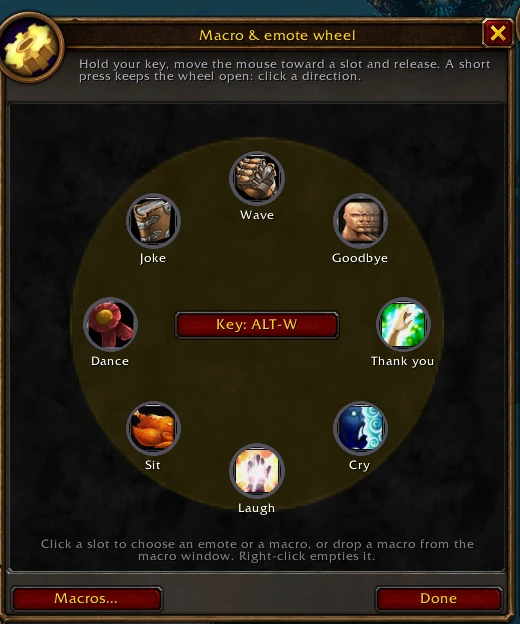 Macro & emote wheel
Hold your key, move the mouse toward a slot and release. A short
press keeps the wheel open: click a direction.
Wave
Joke
Goodbye
Key: ALT-W
Dance
Thank you
Sit
Cry
Laugh
Click a slot to choose an emote or a macro, or drop a macro from the
macro window. Right-click empties it.
Macros...
Done